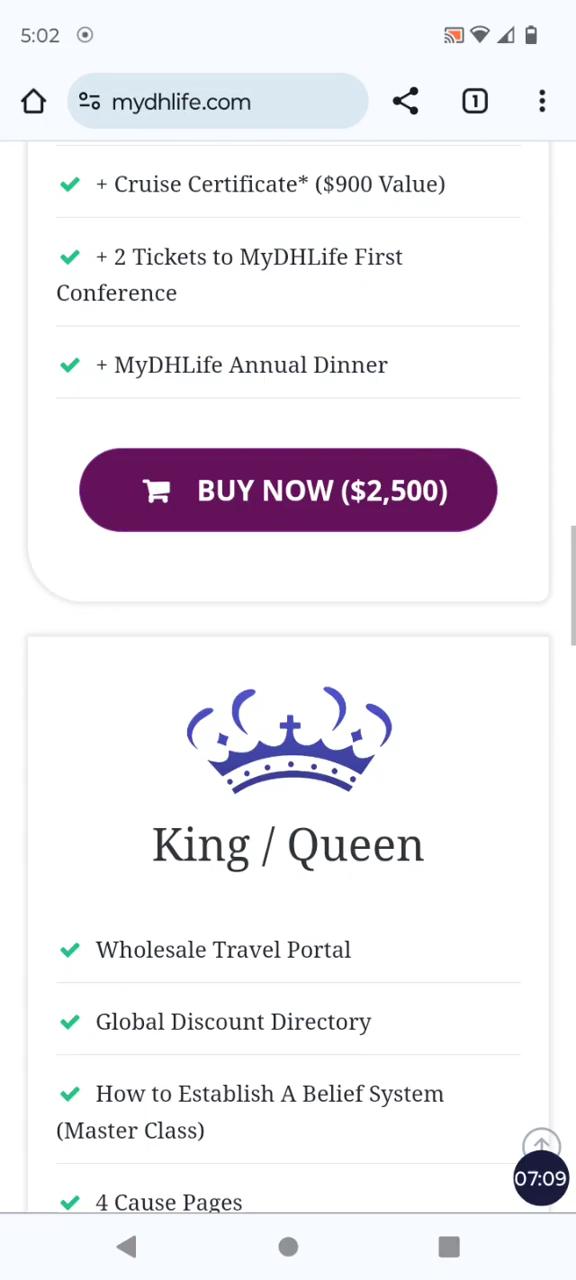 5:02
mydhlife.com
1
+ Cruise Certificate* ($900 Value)
+ 2 Tickets to MyDHLife First
Conference
+ MyDHLife Annual Dinner
BUY NOW ($2,500)
King / Queen
Wholesale Travel Portal
Global Discount Directory
How to Establish A Belief System
(Master Class)
4 Cause Pages
07:09